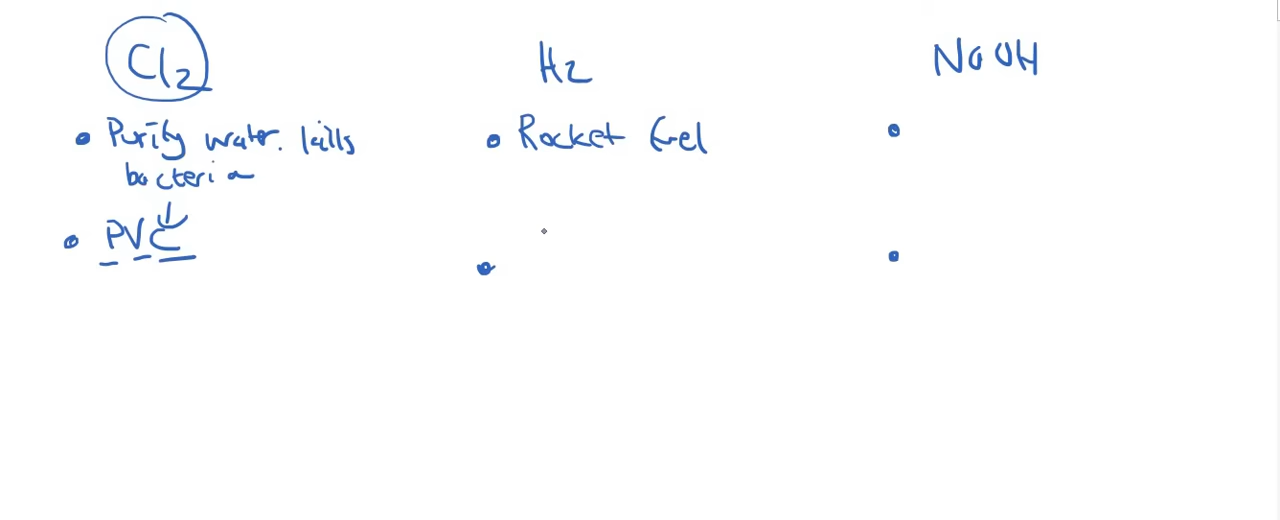 Cl2
H2
NaOH
• Purify water. kills
bacteria
• Rocket Fuel
•
• PVC
•
•